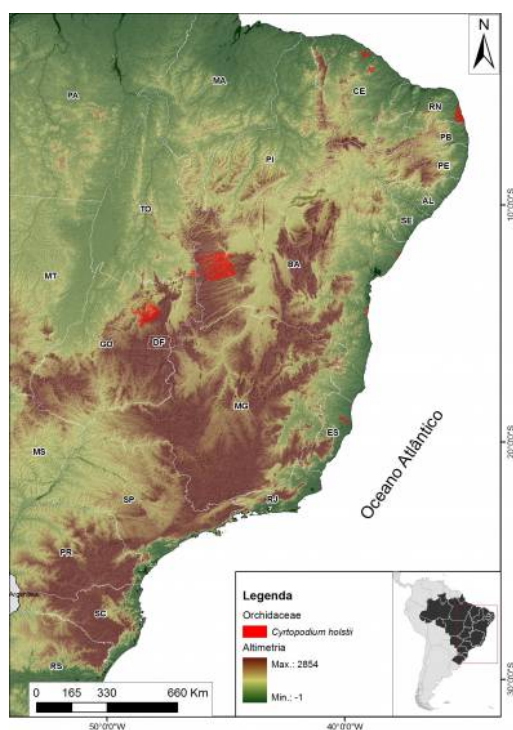 N
MA
PA
CE
RN
PB
PI
PE
AL
TO
SE
10°0'0"S
BA
MT
GO
DF
MG
ES
MS
20°0'0"S
Oceano Atlântico
SP
RJ
PR
SC
RS
Legenda
Orchidaceae
Cyrtopodium holstii
Altimetria
Max.: 2854
Min.: -1
0 165 330 660 Km
30°0'0"S
50°0'0"W 40°0'0"W